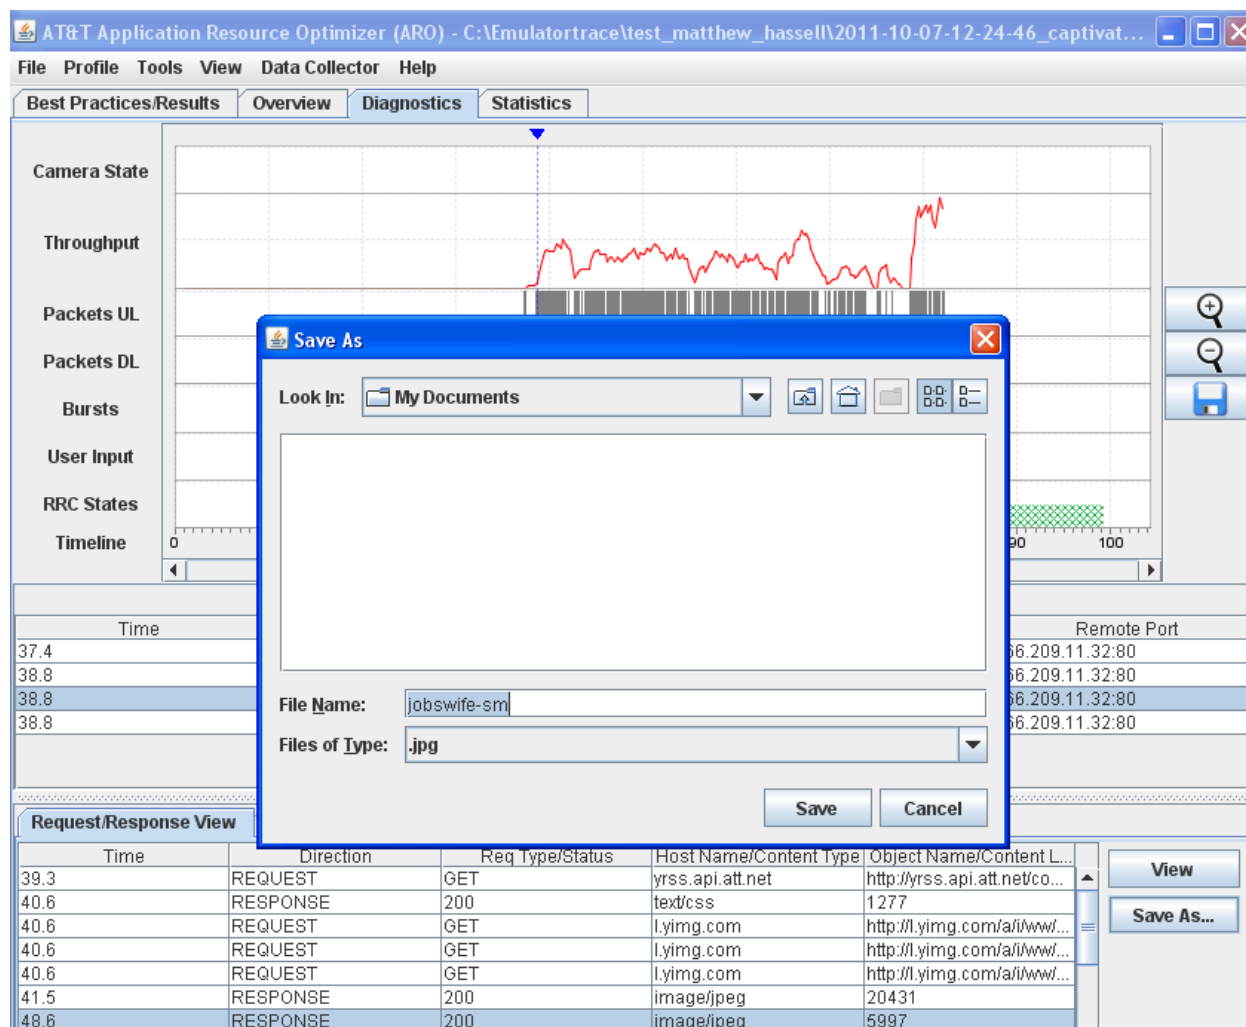 AT&T Application Resource Optimizer (ARO) - C:\Emulatortrace\test_matthew_hassell\2011-10-07-12-24-46_captivat...
File Profile Tools View Data Collector Help
Best Practices/Results Overview Diagnostics Statistics
Camera State
Throughput
Packets UL
Packets DL
Bursts
User Input
RRC States
Timeline 0 90 100
Save As
Look In: My Documents
File Name: jobswife-sm
Files of Type: .jpg
Save Cancel
Time Remote Port
37.4 66.209.11.32:80
38.8 66.209.11.32:80
38.8 66.209.11.32:80
38.8 66.209.11.32:80
Request/Response View
Time Direction Req Type/Status Host Name/Content Type Object Name/Content L...
39.3 REQUEST GET yrss.api.att.net http://yrss.api.att.net/co...
40.6 RESPONSE 200 text/css 1277
40.6 REQUEST GET l.yimg.com http://l.yimg.com/a/i/ww/...
40.6 REQUEST GET l.yimg.com http://l.yimg.com/a/i/ww/...
40.6 REQUEST GET l.yimg.com http://l.yimg.com/a/i/ww/...
41.5 RESPONSE 200 image/jpeg 20431
48.6 RESPONSE 200 image/jpeg 5997
View
Save As...